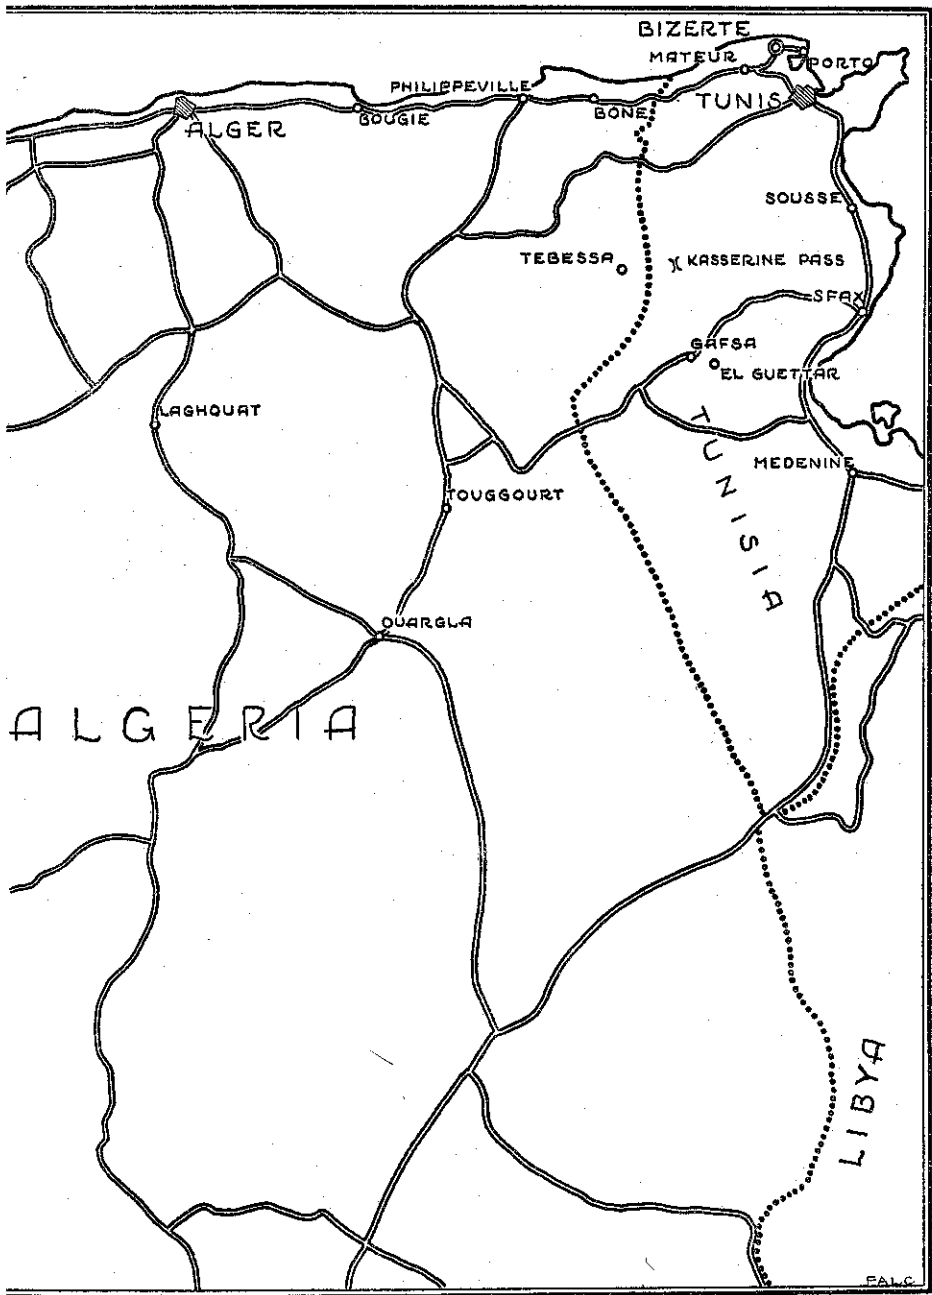 BIZERTE
MATEUR
PORTO
PHILIPPEVILLE
TUNIS
BONE
BOUGIE
ALGER
SOUSSE
TEBESSA
KASSERINE PASS
SFAX
GAFSA
EL GUETTAR
LAGHOUAT
TUNISIA
MEDENINE
TOUGGOURT
OUARGLA
ALGERIA
LIBYA
FALC